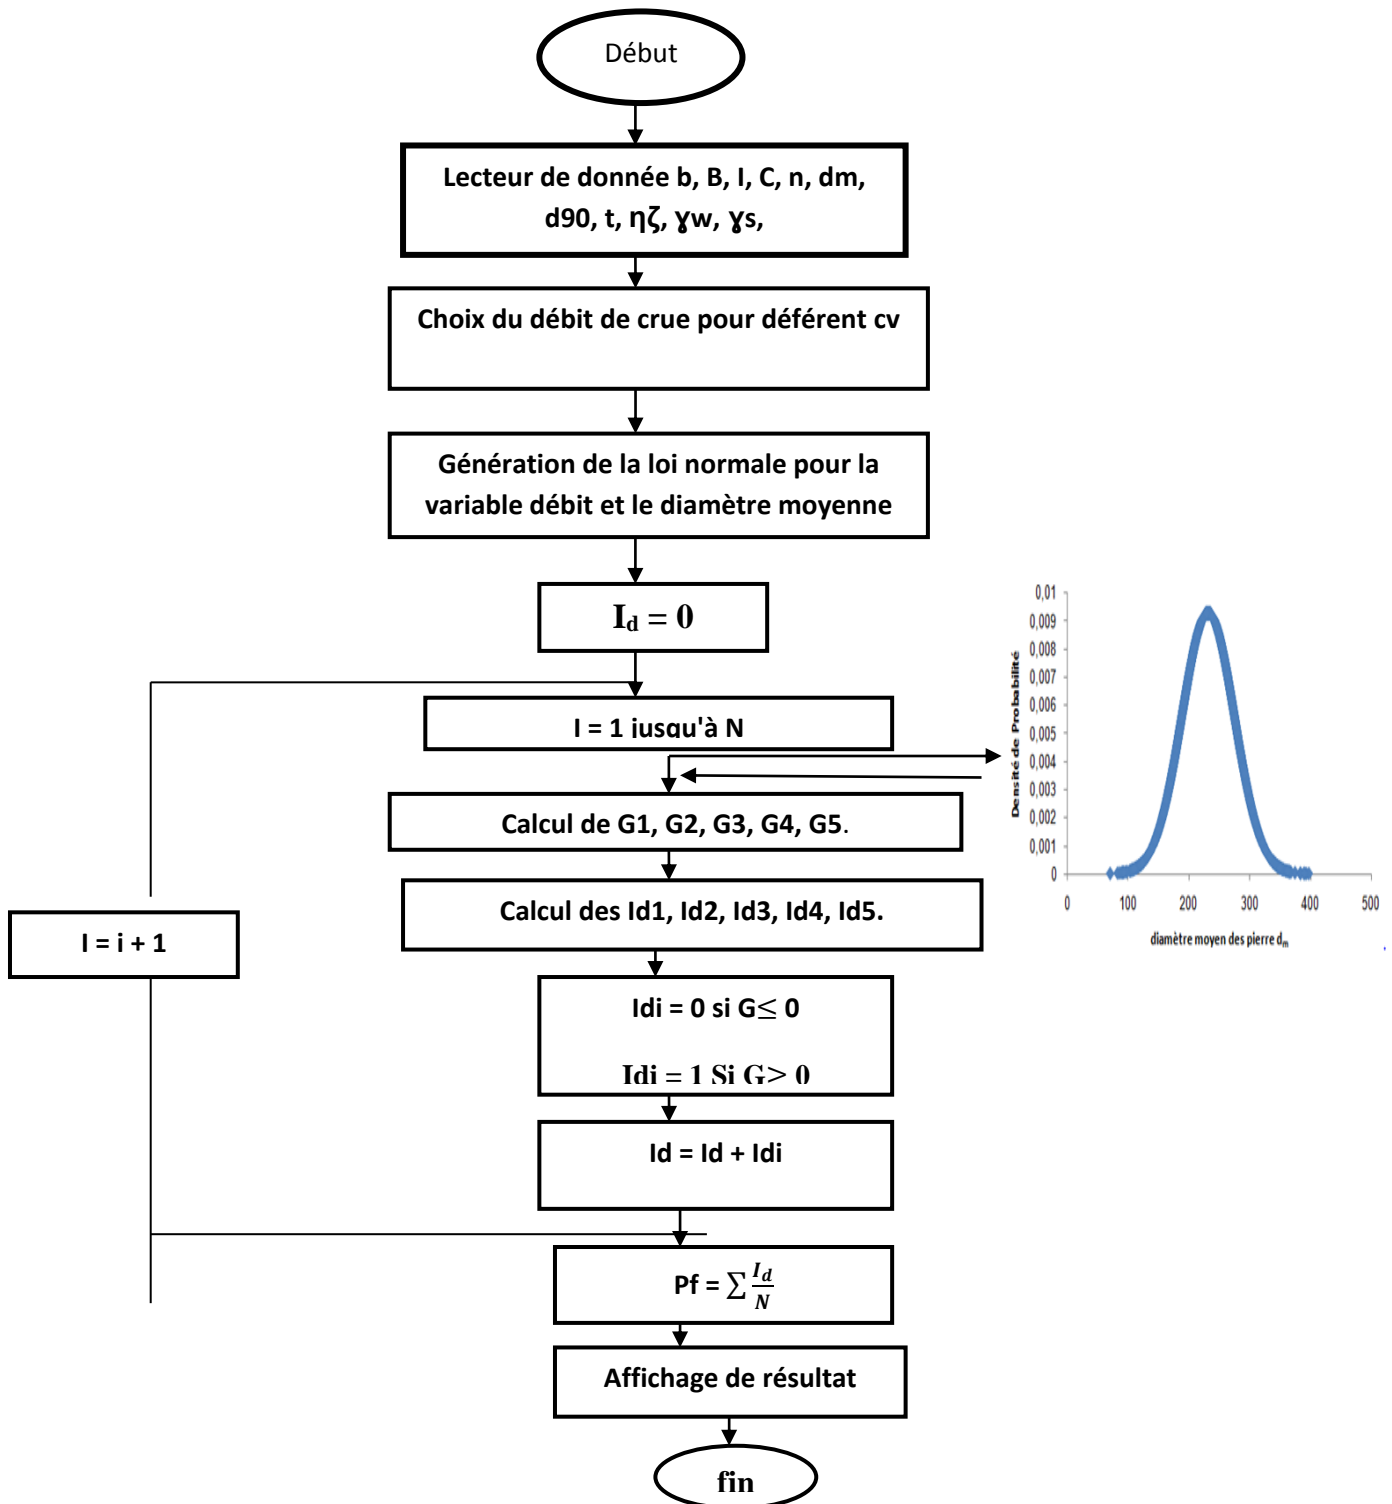 Début
Lecteur de donnée b, B, I, C, n, dm,
d90, t, ηζ, ɣw, ɣs,
Choix du débit de crue pour déférent cv
Génération de la loi normale pour la
variable débit et le diamètre moyenne
I_d = 0
I = 1 jusqu'à N
Calcul de G1, G2, G3, G4, G5.
Calcul des Id1, Id2, Id3, Id4, Id5.
I = i + 1
Idi = 0 si G≤ 0
Idi = 1 Si G> 0
Id = Id + Idi
Pf = ∑ I_d/N
Affichage de résultat
fin
Densité de Probabilité
0,01
0,009
0,008
0,007
0,006
0,005
0,004
0,003
0,002
0,001
0
0 100 200 300 400 500
diamètre moyen des pierre d_m